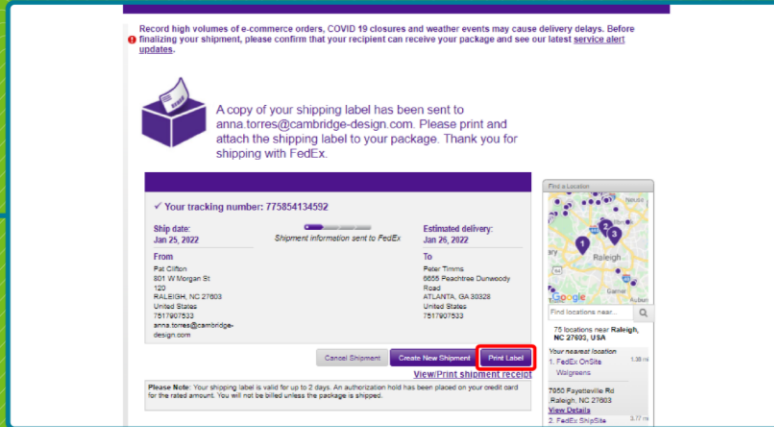 Record high volumes of e-commerce orders, COVID 19 closures and weather events may cause delivery delays. Before
finalizing your shipment, please confirm that your recipient can receive your package and see our latest service alert
updates.
A copy of your shipping label has been sent to
anna.torres@cambridge-design.com. Please print and
attach the shipping label to your package. Thank you for
shipping with FedEx.
✓ Your tracking number: 775854134592
Ship date:
Jan 25, 2022
Shipment information sent to FedEx
Estimated delivery:
Jan 26, 2022
From
Pat Clifton
801 W Morgan St
120
RALEIGH, NC 27603
United States
7517907533
anna.torres@cambridge-
design.com
To
Peter Timms
5655 Peachtree Dunwoody
Road
ATLANTA, GA 30328
United States
7517907533
Cancel Shipment
Create New Shipment
Print Label
View/Print shipment receipt
Please Note: Your shipping label is valid for up to 2 days. An authorization hold has been placed on your credit card
for the rated amount. You will not be billed unless the package is shipped.
Find a Location
1
2
3
Raleigh
Garner
Google
Find locations near...
75 locations near Raleigh,
NC 27603, USA
Your nearest location
1. FedEx OnSite
Walgreens
7950 Fayetteville Rd
,Raleigh, NC 27603
View Details
2. FedEx ShipSite